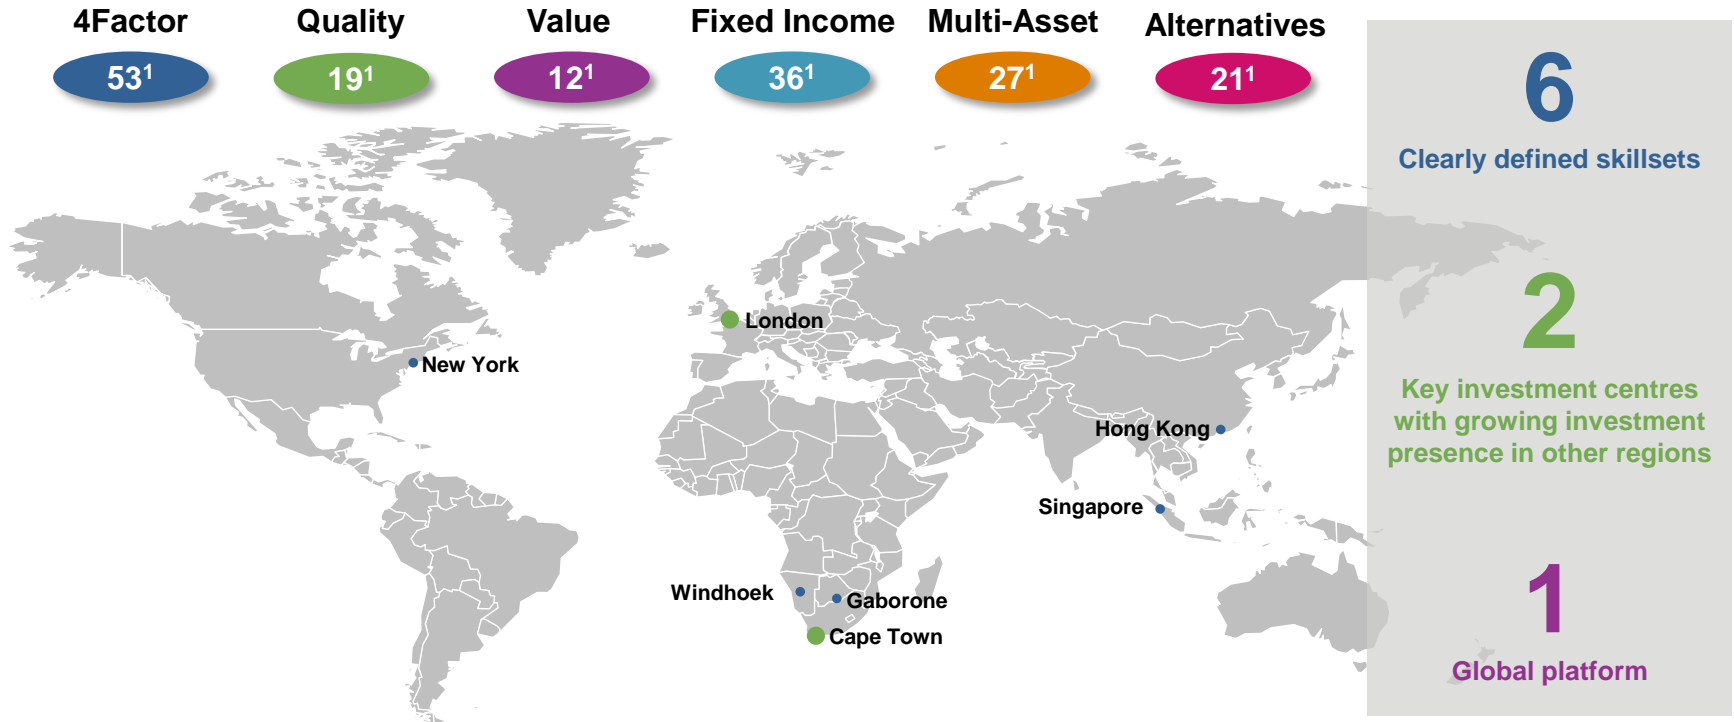 4Factor Quality Value Fixed Income Multi-Asset Alternatives
53¹ 19¹ 12¹ 36¹ 27¹ 21¹
6
Clearly defined skillsets
2
Key investment centres
with growing investment
presence in other regions
1
Global platform
London
New York
Hong Kong
Singapore
Windhoek
Gaborone
Cape Town